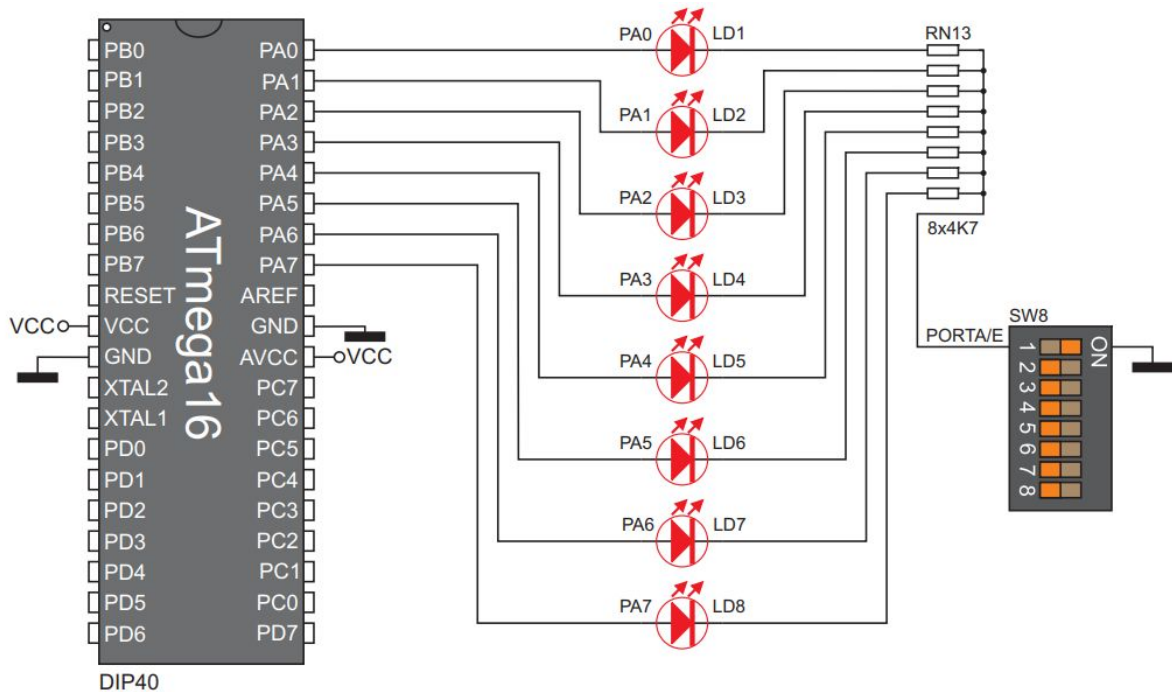 PB0
PB1
PB2
PB3
PB4
PB5
PB6
PB7
RESET
VCC
GND
XTAL2
XTAL1
PD0
PD1
PD2
PD3
PD4
PD5
PD6
VCC
ATmega16
PA0
PA1
PA2
PA3
PA4
PA5
PA6
PA7
AREF
GND
AVCC
PC7
PC6
PC5
PC4
PC3
PC2
PC1
PC0
PD7
VCC
DIP40
PA0 LD1
PA1 LD2
PA2 LD3
PA3 LD4
PA4 LD5
PA5 LD6
PA6 LD7
PA7 LD8
RN13
8x4K7
PORTA/E
SW8
ON
1
2
3
4
5
6
7
8